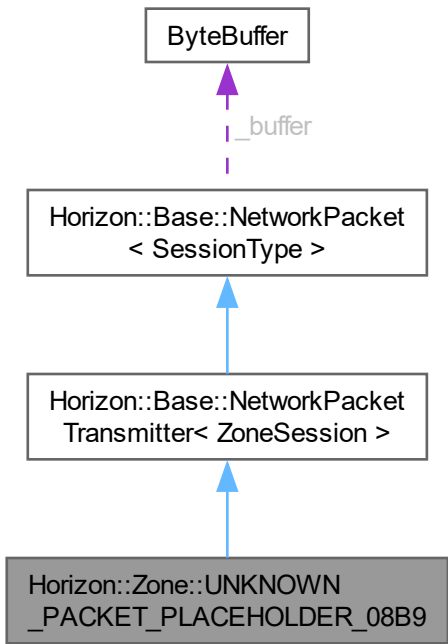 ByteBuffer
_buffer
Horizon::Base::NetworkPacket
< SessionType >
Horizon::Base::NetworkPacket
Transmitter< ZoneSession >
Horizon::Zone::UNKNOWN
_PACKET_PLACEHOLDER_08B9